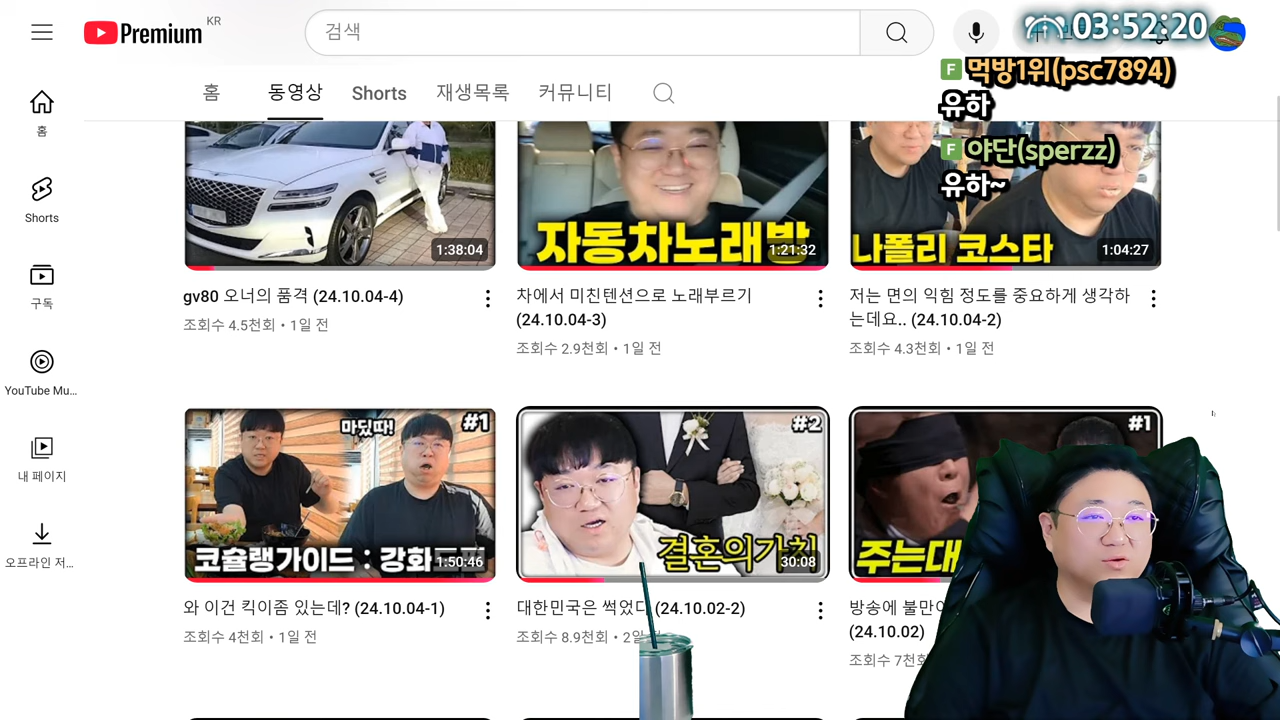 Premium
KR
검색
03:52:20
F 먹방1위(psc7894)
유하
F 야단(sperzz)
유하~
홈
동영상
Shorts
재생목록
커뮤니티
홈
Shorts
구독
YouTube Mu...
내 페이지
오프라인 저...
1:38:04
gv80 오너의 품격 (24.10.04-4)
조회수 4.5천회 • 1일 전
자동차노래방
1:21:32
차에서 미친텐션으로 노래부르기
(24.10.04-3)
조회수 2.9천회 • 1일 전
나폴리 코스타
1:04:27
저는 면의 익힘 정도를 중요하게 생각하
는데요.. (24.10.04-2)
조회수 4.3천회 • 1일 전
마딨따!
#1
코슐랭가이드 : 강화
1:50:46
와 이건 킥이좀 있는데? (24.10.04-1)
조회수 4천회 • 1일 전
#2
결혼의가치
30:08
대한민국은 썩었다 (24.10.02-2)
조회수 8.9천회 • 2일
#1
주는대
방송에 불만이
(24.10.02)
조회수 7천회